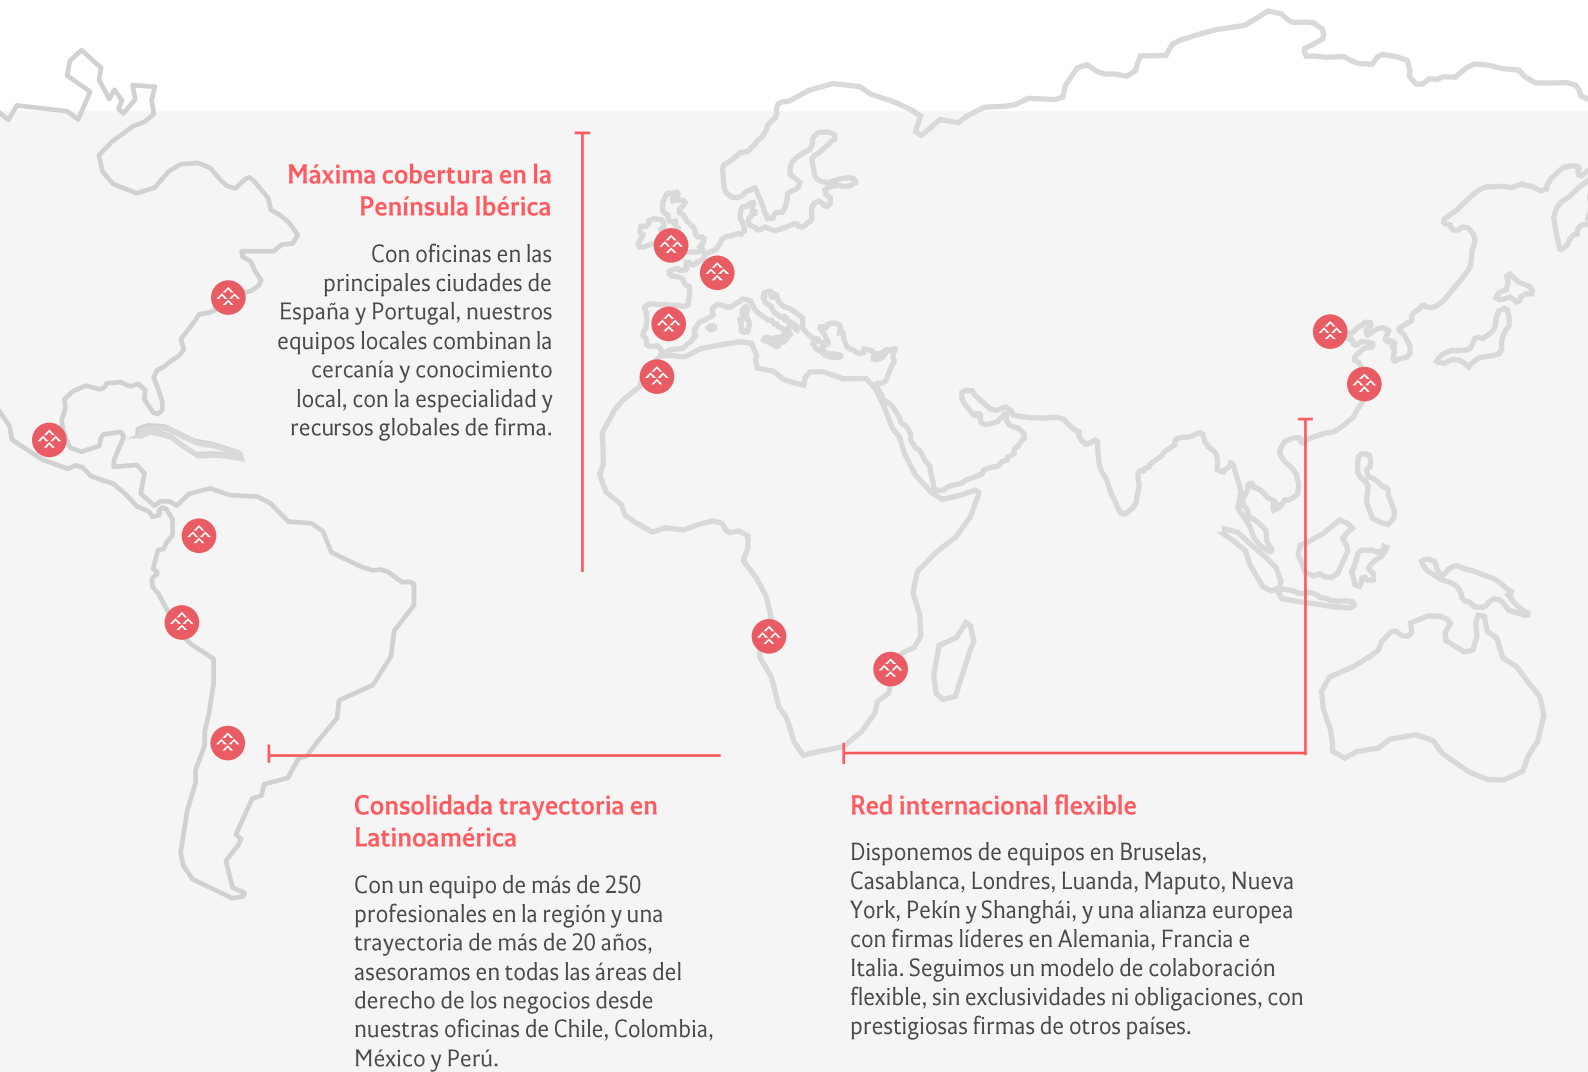 Máxima cobertura en la
Península Ibérica
Con oficinas en las
principales ciudades de
España y Portugal, nuestros
equipos locales combinan la
cercanía y conocimiento
local, con la especialidad y
recursos globales de firma.
Consolidada trayectoria en
Latinoamérica
Con un equipo de más de 250
profesionales en la región y una
trayectoria de más de 20 años,
asesoramos en todas las áreas del
derecho de los negocios desde
nuestras oficinas de Chile, Colombia,
México y Perú.
Red internacional flexible
Disponemos de equipos en Bruselas,
Casablanca, Londres, Luanda, Maputo, Nueva
York, Pekín y Shanghái, y una alianza europea
con firmas líderes en Alemania, Francia e
Italia. Seguimos un modelo de colaboración
flexible, sin exclusividades ni obligaciones, con
prestigiosas firmas de otros países.